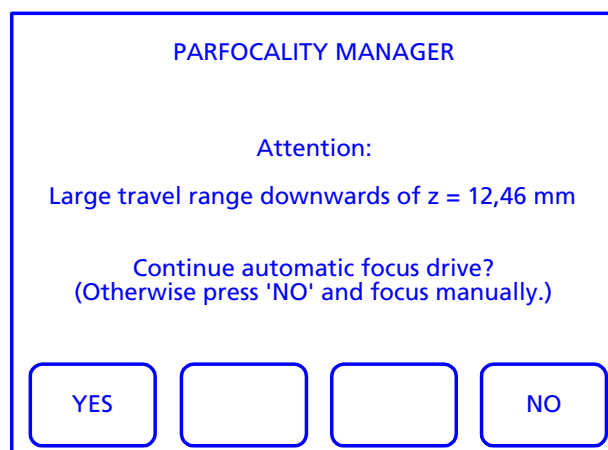 PARFOCALITY MANAGER
Attention:
Large travel range downwards of z = 12,46 mm
Continue automatic focus drive?
(Otherwise press 'NO' and focus manually.)
YES
NO